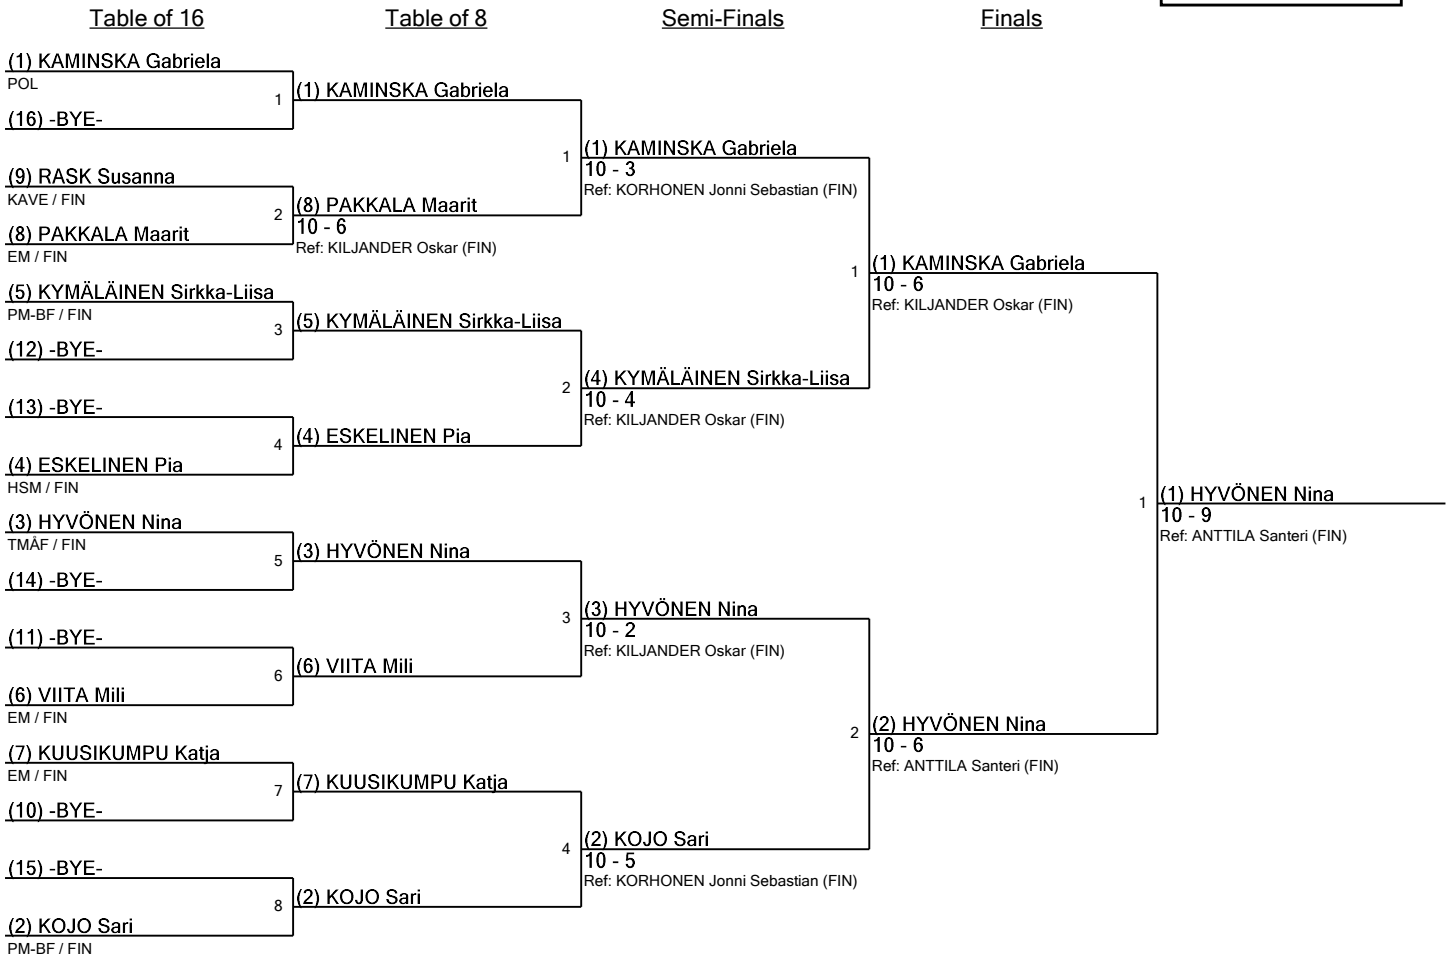 Table of 16
Table of 8
Semi-Finals
Finals
(1) KAMINSKA Gabriela
POL
(16) -BYE-
(9) RASK Susanna
KAVE / FIN
(8) PAKKALA Maarit
EM / FIN
(5) KYMÄLÄINEN Sirkka-Liisa
PM-BF / FIN
(12) -BYE-
(13) -BYE-
(4) ESKELINEN Pia
HSM / FIN
(3) HYVÖNEN Nina
TMÅF / FIN
(14) -BYE-
(11) -BYE-
(6) VIITA Mili
EM / FIN
(7) KUUSIKUMPU Katja
EM / FIN
(10) -BYE-
(15) -BYE-
(2) KOJO Sari
PM-BF / FIN
1
(1) KAMINSKA Gabriela
2
(8) PAKKALA Maarit
10 - 6
Ref: KILJANDER Oskar (FIN)
3
(5) KYMÄLÄINEN Sirkka-Liisa
4
(4) ESKELINEN Pia
5
(3) HYVÖNEN Nina
6
(6) VIITA Mili
7
(7) KUUSIKUMPU Katja
8
(2) KOJO Sari
1
(1) KAMINSKA Gabriela
10 - 3
Ref: KORHONEN Jonni Sebastian (FIN)
2
(4) KYMÄLÄINEN Sirkka-Liisa
10 - 4
Ref: KILJANDER Oskar (FIN)
3
(3) HYVÖNEN Nina
10 - 2
Ref: KILJANDER Oskar (FIN)
4
(2) KOJO Sari
10 - 5
Ref: KORHONEN Jonni Sebastian (FIN)
1
(1) KAMINSKA Gabriela
10 - 6
Ref: KILJANDER Oskar (FIN)
2
(2) HYVÖNEN Nina
10 - 6
Ref: ANTTILA Santeri (FIN)
1
(1) HYVÖNEN Nina
10 - 9
Ref: ANTTILA Santeri (FIN)